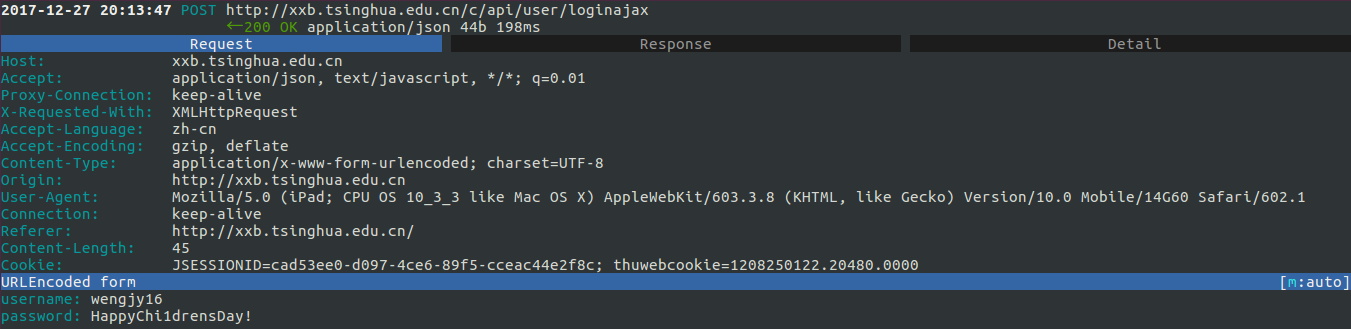 2017-12-27 20:13:47 POST http://xxb.tsinghua.edu.cn/c/api/user/loginajax
←200 OK application/json 44b 198ms
Request Response Detail
Host: xxb.tsinghua.edu.cn
Accept: application/json, text/javascript, */*; q=0.01
Proxy-Connection: keep-alive
X-Requested-With: XMLHttpRequest
Accept-Language: zh-cn
Accept-Encoding: gzip, deflate
Content-Type: application/x-www-form-urlencoded; charset=UTF-8
Origin: http://xxb.tsinghua.edu.cn
User-Agent: Mozilla/5.0 (iPad; CPU OS 10_3_3 like Mac OS X) AppleWebKit/603.3.8 (KHTML, like Gecko) Version/10.0 Mobile/14G60 Safari/602.1
Connection: keep-alive
Referer: http://xxb.tsinghua.edu.cn/
Content-Length: 45
Cookie: JSESSIONID=cad53ee0-d097-4ce6-89f5-cceac44e2f8c; thuwebcookie=1208250122.20480.0000
URLEncoded form [m:auto]
username: wengjy16
password: HappyChi1drensDay!